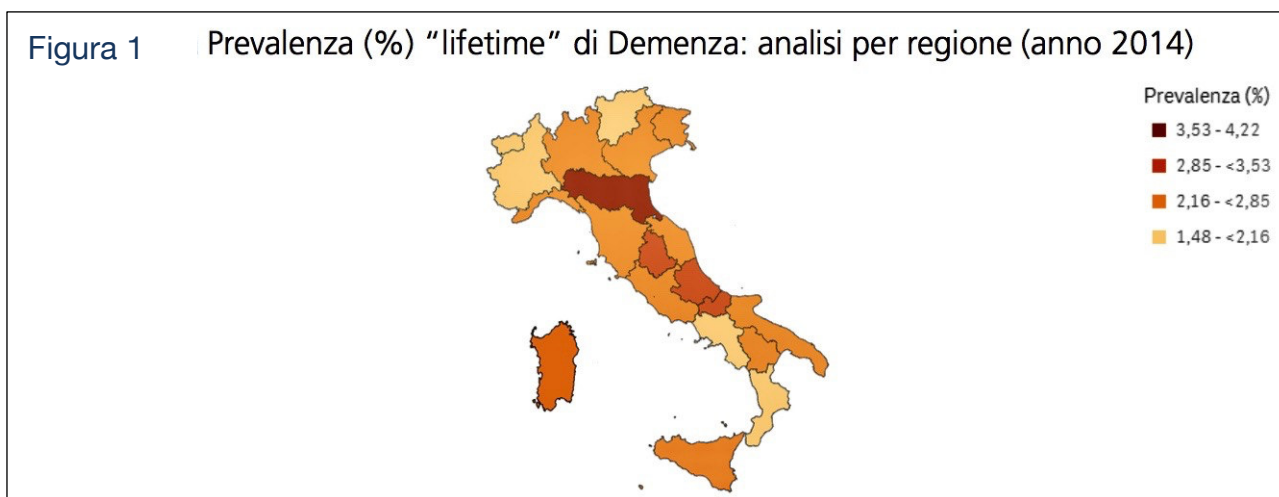 Figura 1 Prevalenza (%) “lifetime” di Demenza: analisi per regione (anno 2014)
Prevalenza (%)
3,53 - 4,22
2,85 - <3,53
2,16 - <2,85
1,48 - <2,16